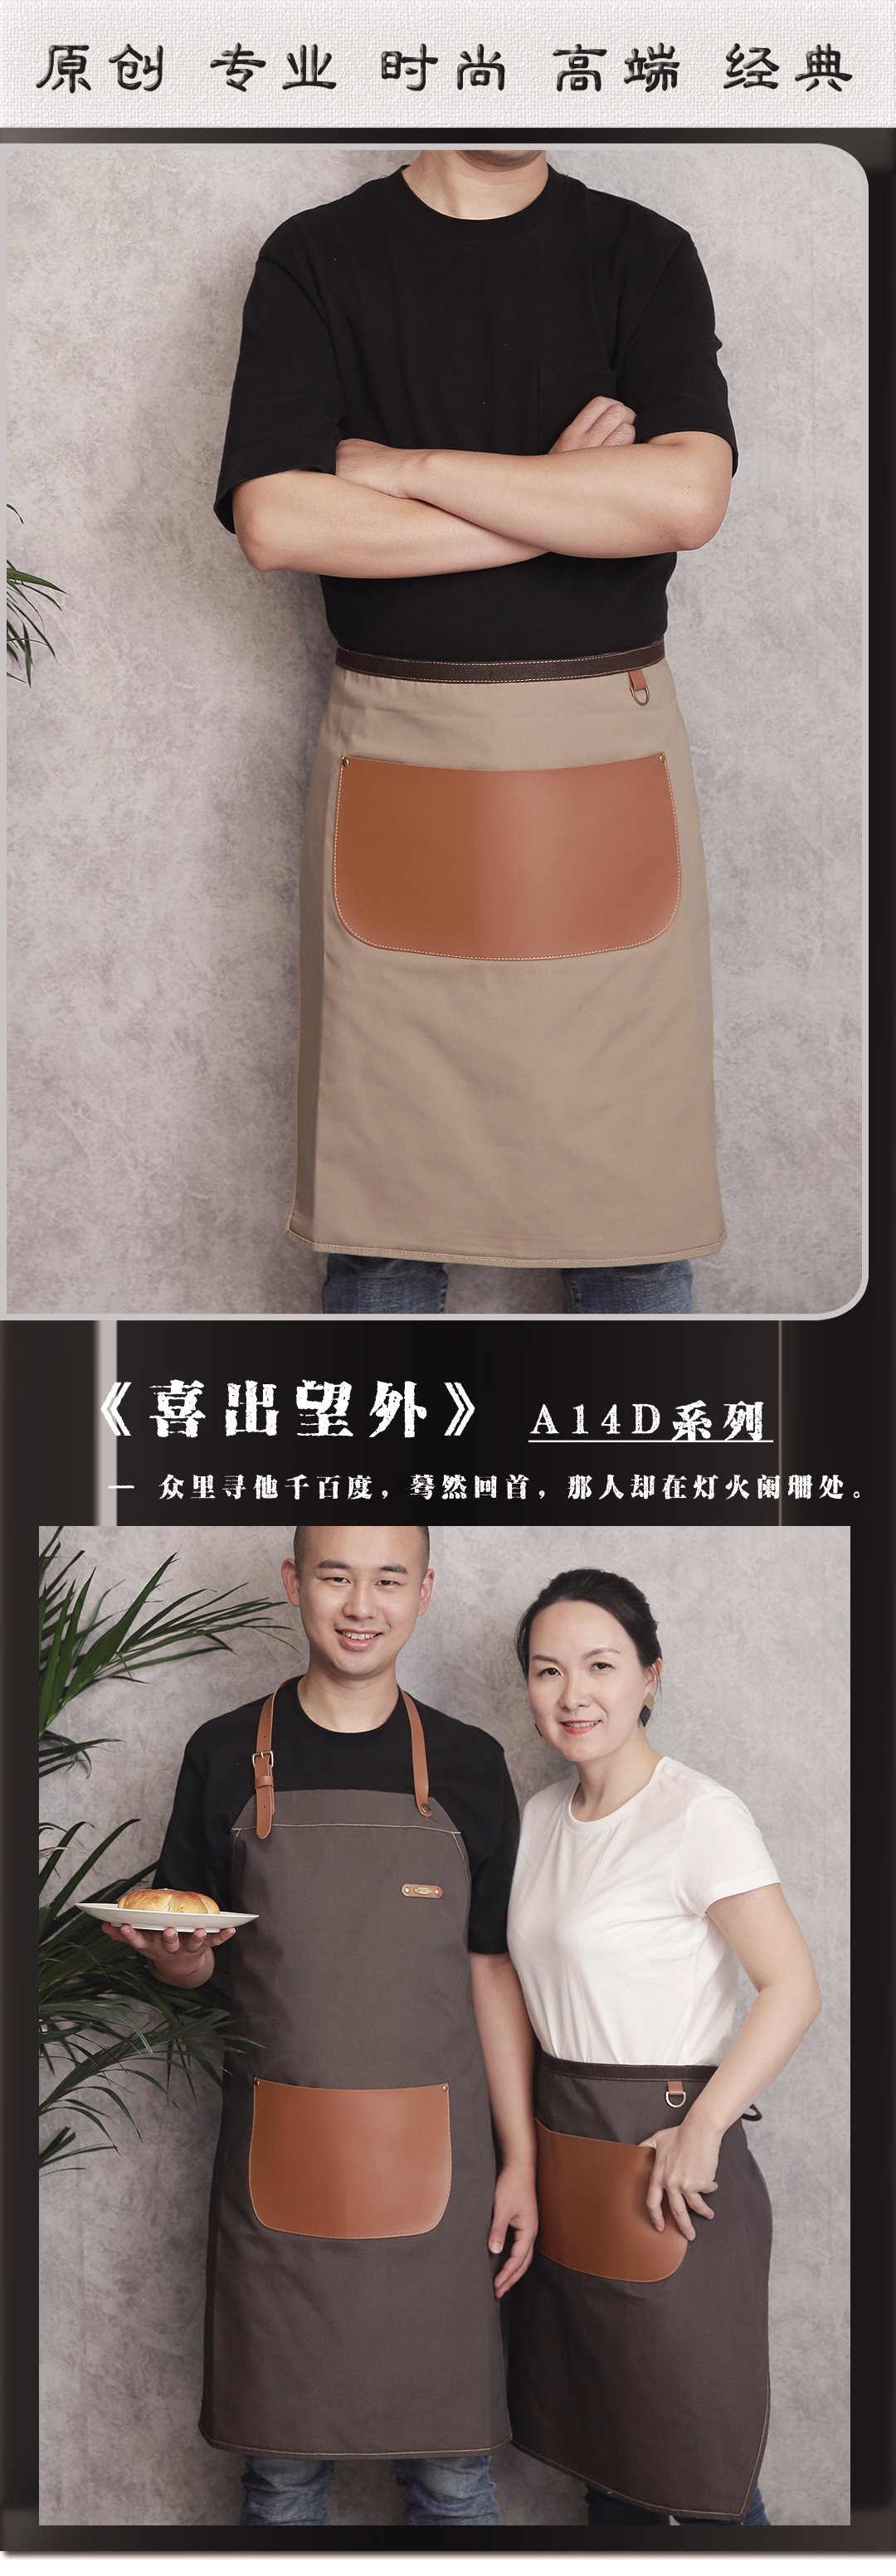 原创 专业 时尚 高端 经典
《喜出望外》 A14D系列
— 众里寻他千百度，蓦然回首，那人却在灯火阑珊处。